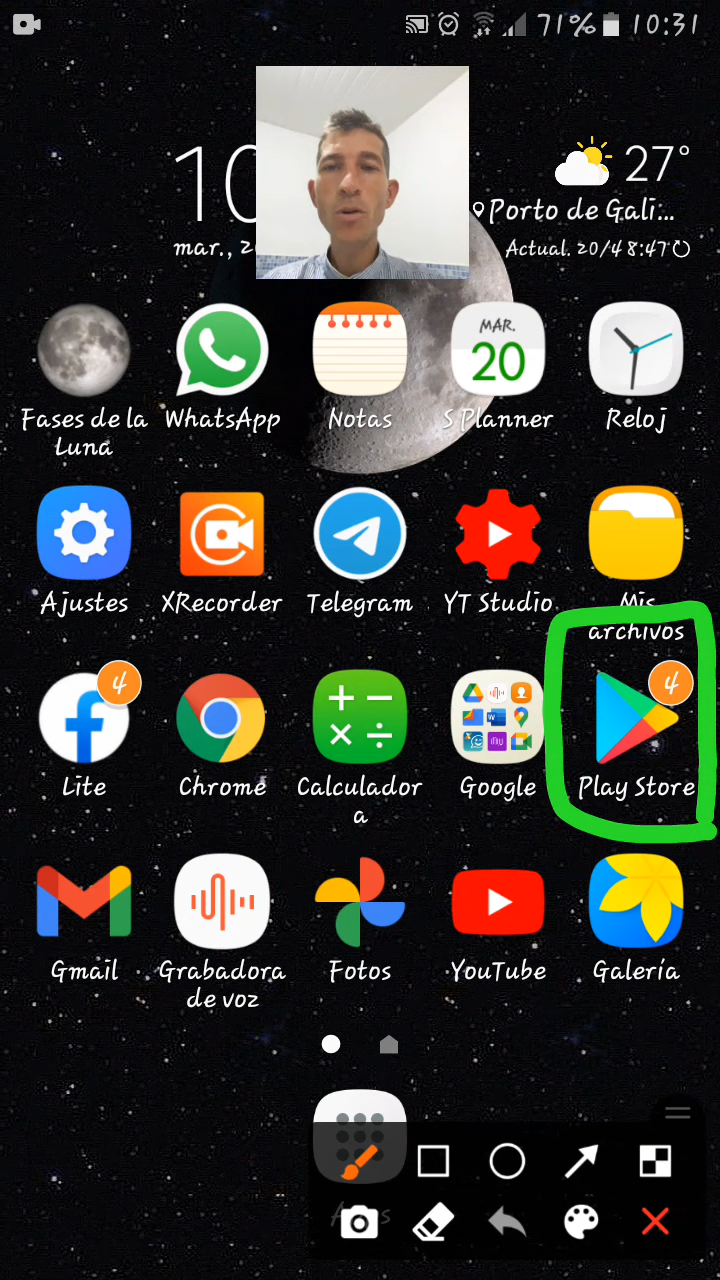 71% 10:31
10
27°
Porto de Gali...
mar., 2
Actual. 20/4 8:47
MAR.
20
Fases de la
Luna
WhatsApp
Notas
S Planner
Reloj
Ajustes
XRecorder
Telegram
YT Studio
Mis
archivos
4
4
Lite
Chrome
Calculador
a
Google
Play Store
Gmail
Grabadora
de voz
Fotos
YouTube
Galería